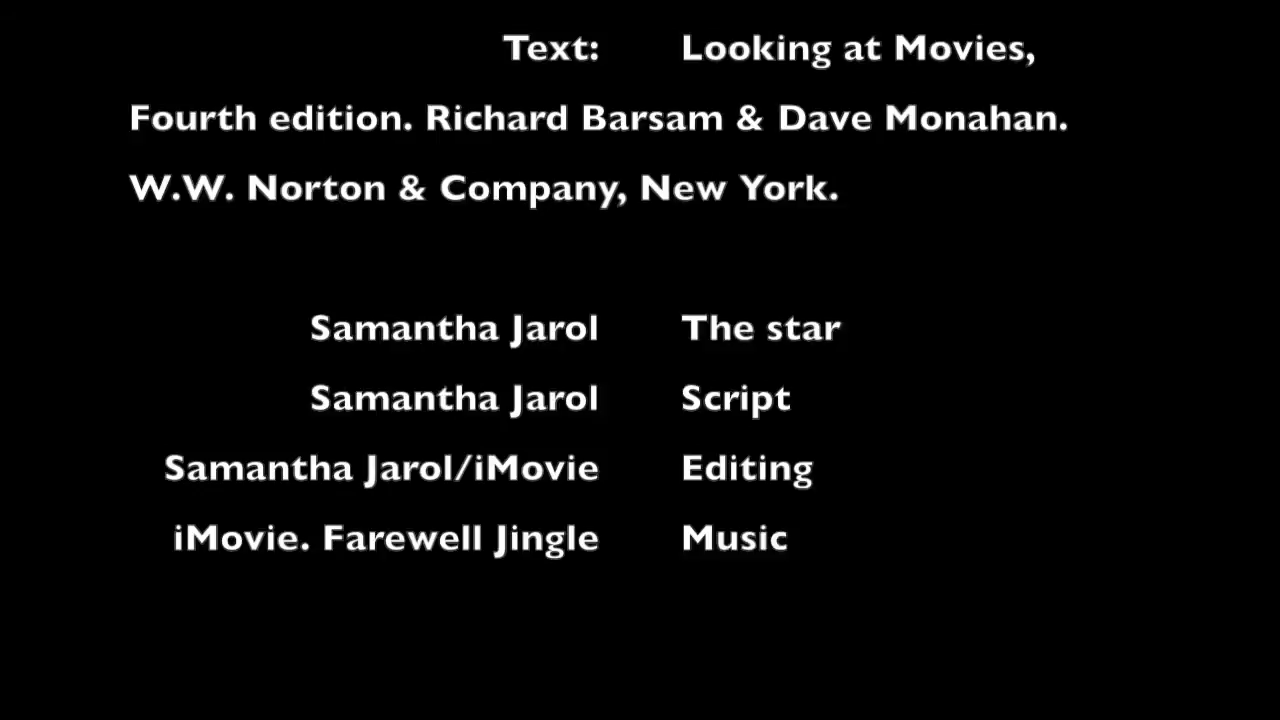 Text: Looking at Movies,
Fourth edition. Richard Barsam & Dave Monahan.
W.W. Norton & Company, New York.
Samantha Jarol The star
Samantha Jarol Script
Samantha Jarol/iMovie Editing
iMovie. Farewell Jingle Music